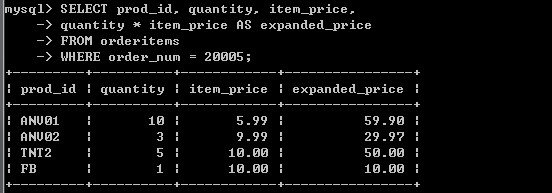 mysql> SELECT prod_id, quantity, item_price,
    -> quantity * item_price AS expanded_price
    -> FROM orderitems
    -> WHERE order_num = 20005;
+---------+----------+------------+----------------+
| prod_id | quantity | item_price | expanded_price |
+---------+----------+------------+----------------+
| ANV01   |       10 |       5.99 |          59.90 |
| ANV02   |        3 |       9.99 |          29.97 |
| TNT2    |        5 |      10.00 |          50.00 |
| FB      |        1 |      10.00 |          10.00 |
+---------+----------+------------+----------------+